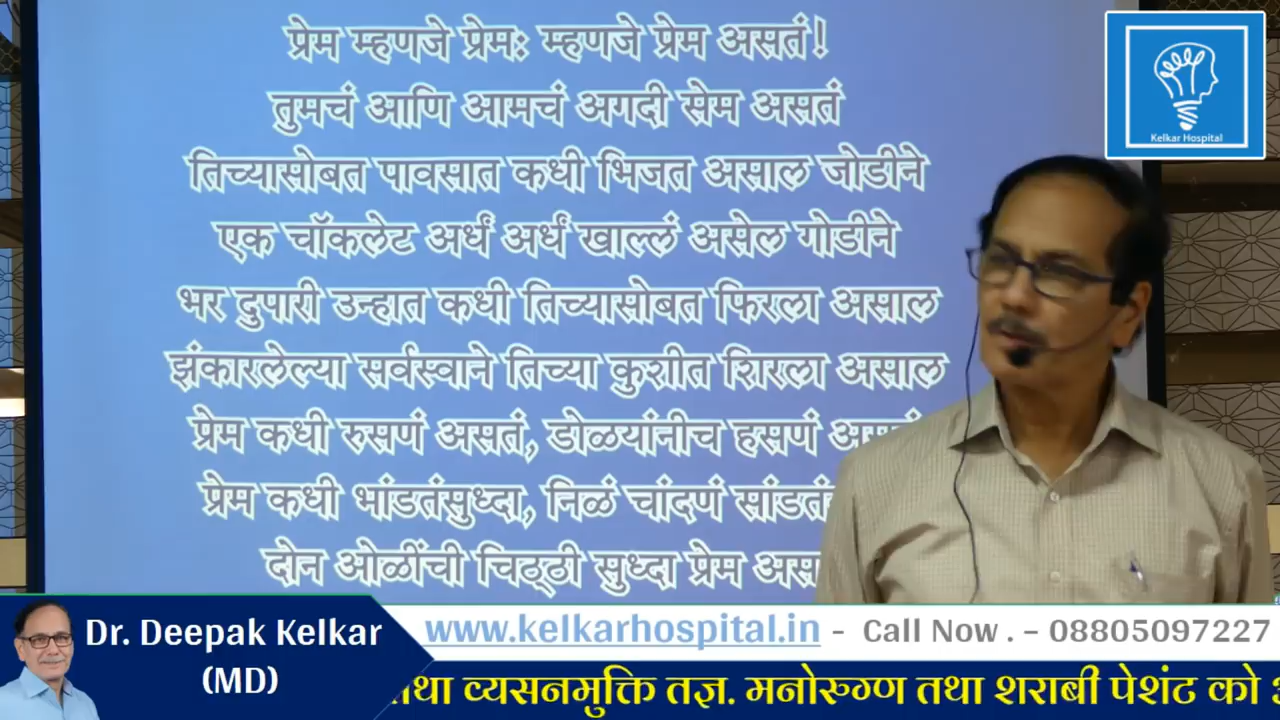 प्रेम म्हणजे प्रेमः म्हणजे प्रेम असतं!
तुमचं आणि आमचं अगदी सेम असतं
तिच्यासोबत पावसात कधी भिजत असाल जोडीने
एक चॉकलेट अर्धं अर्धं खाल्लं असेल गोडीने
भर दुपारी उन्हात कधी तिच्यासोबत फिरला असाल
झंकारलेल्या सर्वस्वाने तिच्या कुशीत शिरला असाल
प्रेम कधी रुसणं असतं, डोळयांनीच हसणं
प्रेम कधी भांडतंसुध्दा, निळं चांदणं
दोन ओळींची चिठ्ठी सुध्दा प्रेम
Kelkar Hospital
Dr. Deepak Kelkar
(MD)
www.kelkarhospital.in - Call Now . - 08805097227
तथा व्यसनमुक्ति तज्ञ. मनोरुग्ण तथा शराबी पेशंट को